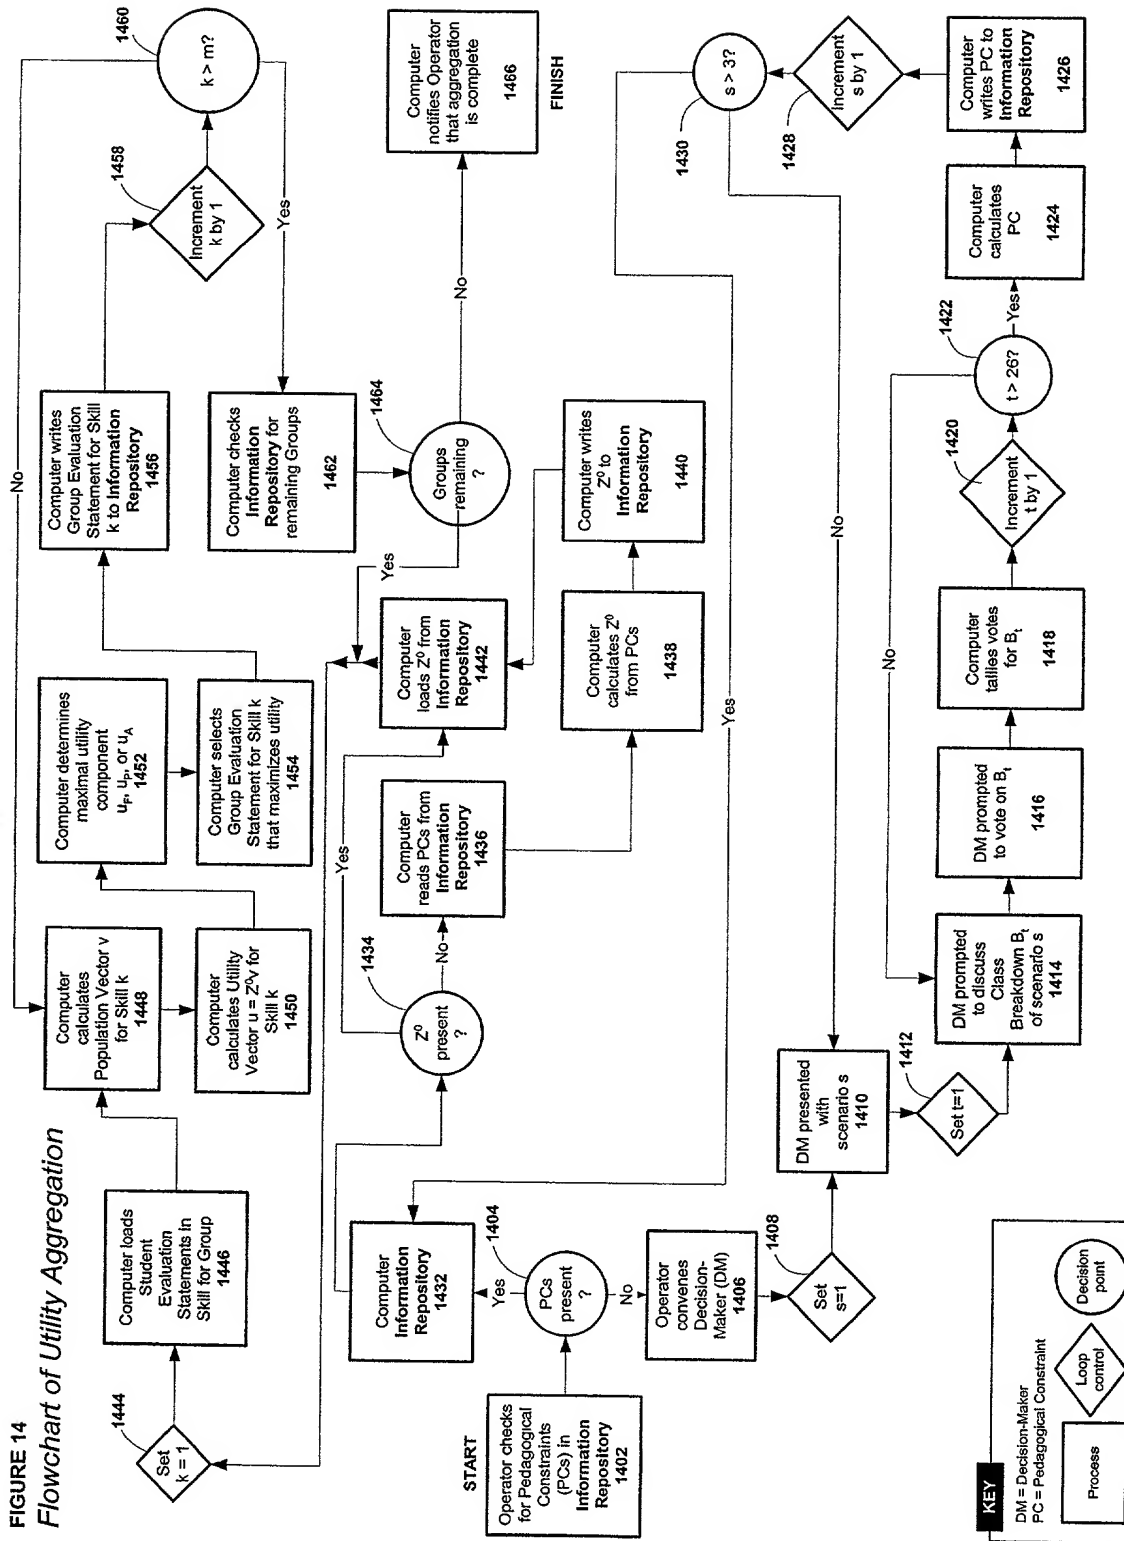 FIGURE 14
Flowchart of Utility Aggregation
START
Operator checks
for Pedagogical
Constraints
(PCs) in
Information
Repository
1402
1404
PCs
present
?
Yes
No
Operator
convenes
Decision-
Maker (DM)
1406
1408
Set
s=1
DM presented
with
scenario s
1410
1412
Set t=1
DM prompted
to discuss
Class
Breakdown Bt
of scenario s
1414
DM prompted
to vote on Bt
1416
Computer
tallies votes
for Bt
1418
1420
Increment
t by 1
1422
t > 26?
No
Yes
Computer
calculates
PC
1424
Computer
writes PC to
Information
Repository
1426
1428
Increment
s by 1
1430
s > 3?
No
Yes
Computer
Information
Repository
1432
1434
Z⁰
present
?
Yes
No
Computer
reads PCs from
Information
Repository
1436
Computer
calculates Z⁰
from PCs
1438
Computer writes
Z⁰ to
Information
Repository
1440
Computer
loads Z⁰ from
Information
Repository
1442
1444
Set
k = 1
Computer loads
Student
Evaluation
Statements in
Skill for Group
1446
Computer
calculates
Population Vector v
for Skill k
1448
Computer
calculates Utility
Vector u = Z⁰v for
Skill k
1450
Computer determines
maximal utility
component
uF, uP, or uA
1452
Computer selects
Group Evaluation
Statement for Skill k
that maximizes utility
1454
Computer writes
Group Evaluation
Statement for Skill
k to Information
Repository
1456
1458
Increment
k by 1
1460
k > m?
No
Yes
Computer checks
Information
Repository for
remaining Groups
1462
1464
Groups
remaining
?
Yes
No
Computer
notifies Operator
that aggregation
is complete
1466
FINISH
KEY
DM = Decision-Maker
PC = Pedagogical Constraint
Process
Loop
control
Decision
point